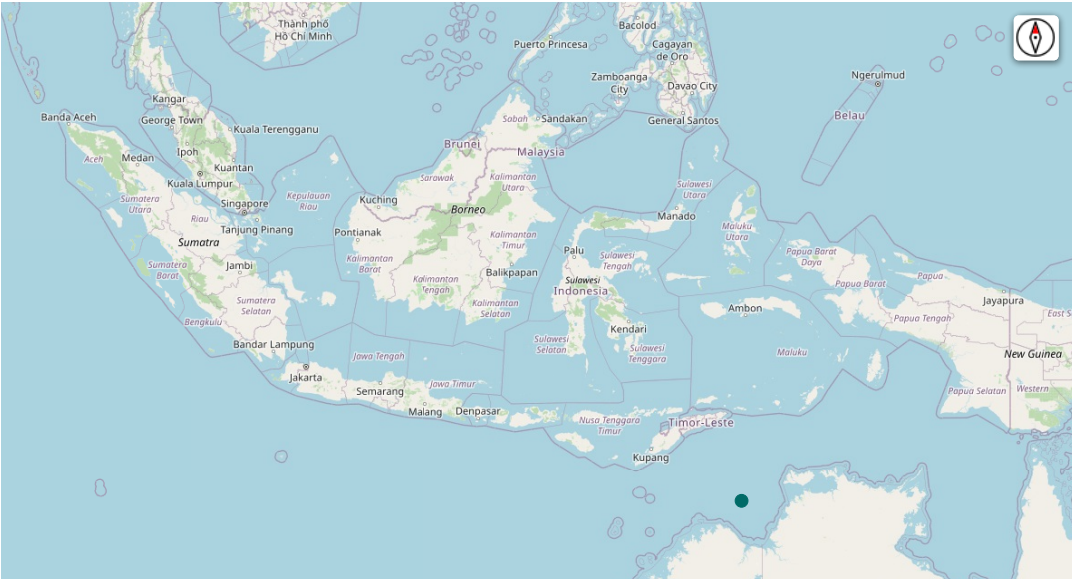 Thành phố
Hồ Chí Minh
Bacolod
Puerto Princesa
Cagayan
de Oro
Zamboanga
City
Davao City
Ngerulmud
Kangar
Banda Aceh
George Town
Kuala Terengganu
Sabah
Sandakan
General Santos
Belau
Ipoh
Brunei
Malaysia
Aceh
Medan
Kuantan
Kuala Lumpur
Sarawak
Kalimantan
Utara
Sulawesi
Utara
Sumatera
Utara
Singapore
Kepulauan
Riau
Kuching
Borneo
Manado
Riau
Tanjung Pinang
Pontianak
Kalimantan
Timur
Maluku
Utara
Sumatra
Palu
Sulawesi
Tengah
Papua Barat
Daya
Sumatera
Barat
Jambi
Kalimantan
Barat
Balikpapan
Kalimantan
Tengah
Sulawesi
Indonesia
Papua
Papua Barat
Sumatera
Selatan
Kalimantan
Selatan
Ambon
Jayapura
Papua Tengah
East S
Bengkulu
Kendari
Bandar Lampung
Jawa Tengah
Sulawesi
Selatan
Sulawesi
Tenggara
Maluku
New Guinea
Jakarta
Semarang
Jawa Timur
Papua Selatan
Western
Malang
Denpasar
Nusa Tenggara
Timur
Timor-Leste
Kupang